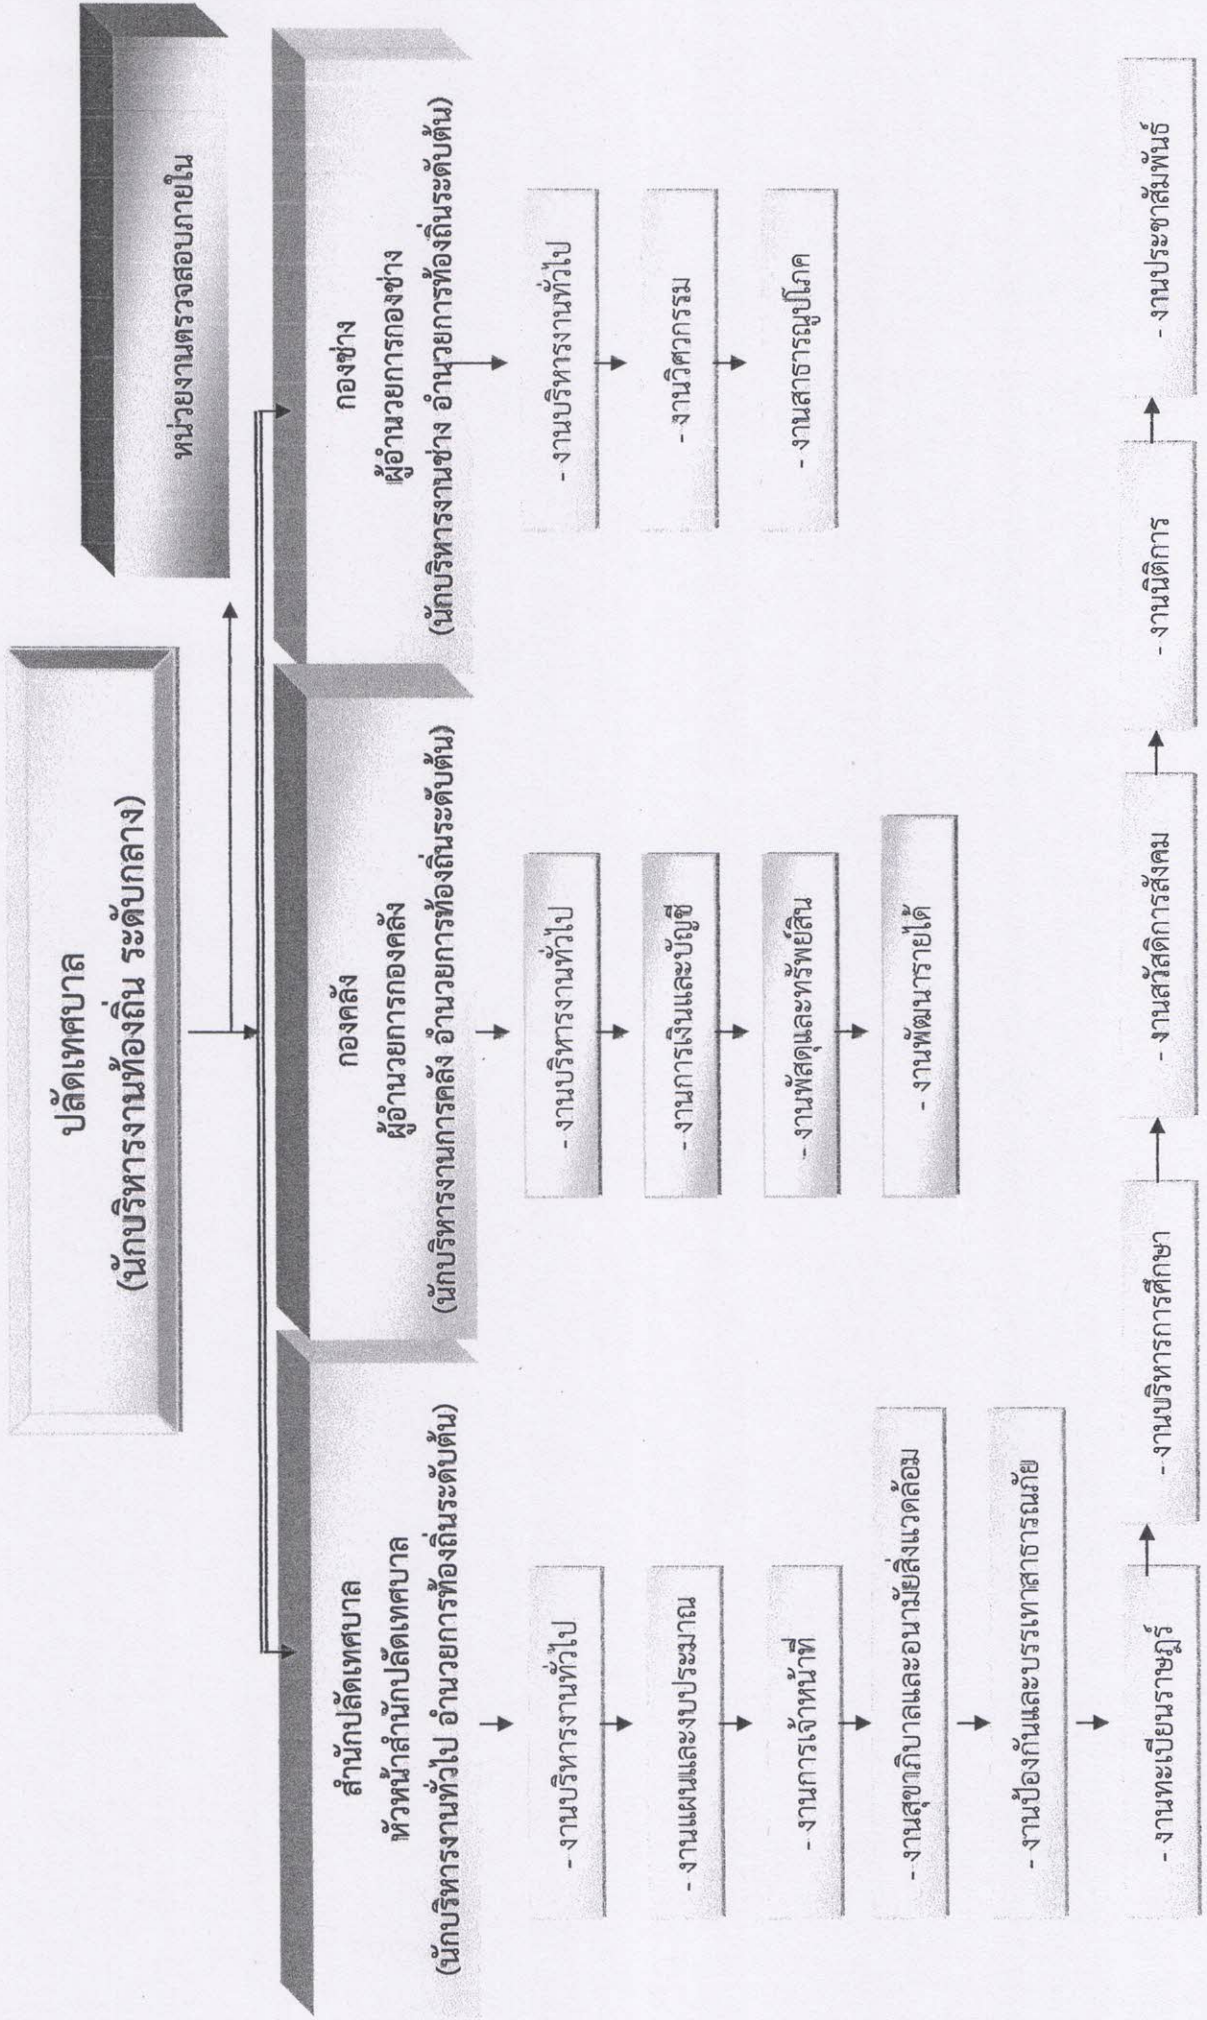 ปลัดเทศบาล
(นักบริหารงานท้องถิ่น ระดับกลาง)
หน่วยงานตรวจสอบภายใน
สำนักปลัดเทศบาล
หัวหน้าสำนักปลัดเทศบาล
(นักบริหารงานทั่วไป อำนวยการท้องถิ่นระดับต้น)
- งานบริหารงานทั่วไป
- งานแผนและงบประมาณ
- งานการเจ้าหน้าที่
- งานสุขาภิบาลและอนามัยสิ่งแวดล้อม
- งานป้องกันและบรรเทาสาธารณภัย
- งานทะเบียนราษฎร์
- งานบริหารการศึกษา
- งานสวัสดิการสังคม
- งานนิติการ
- งานประชาสัมพันธ์
กองคลัง
ผู้อำนวยการกองคลัง
(นักบริหารงานการคลัง อำนวยการท้องถิ่นระดับต้น)
- งานบริหารงานทั่วไป
- งานการเงินและบัญชี
- งานพัสดุและทรัพย์สิน
- งานพัฒนารายได้
กองช่าง
ผู้อำนวยการกองช่าง
(นักบริหารงานช่าง อำนวยการท้องถิ่นระดับต้น)
- งานบริหารงานทั่วไป
- งานวิศวกรรม
- งานสาธารณูปโภค